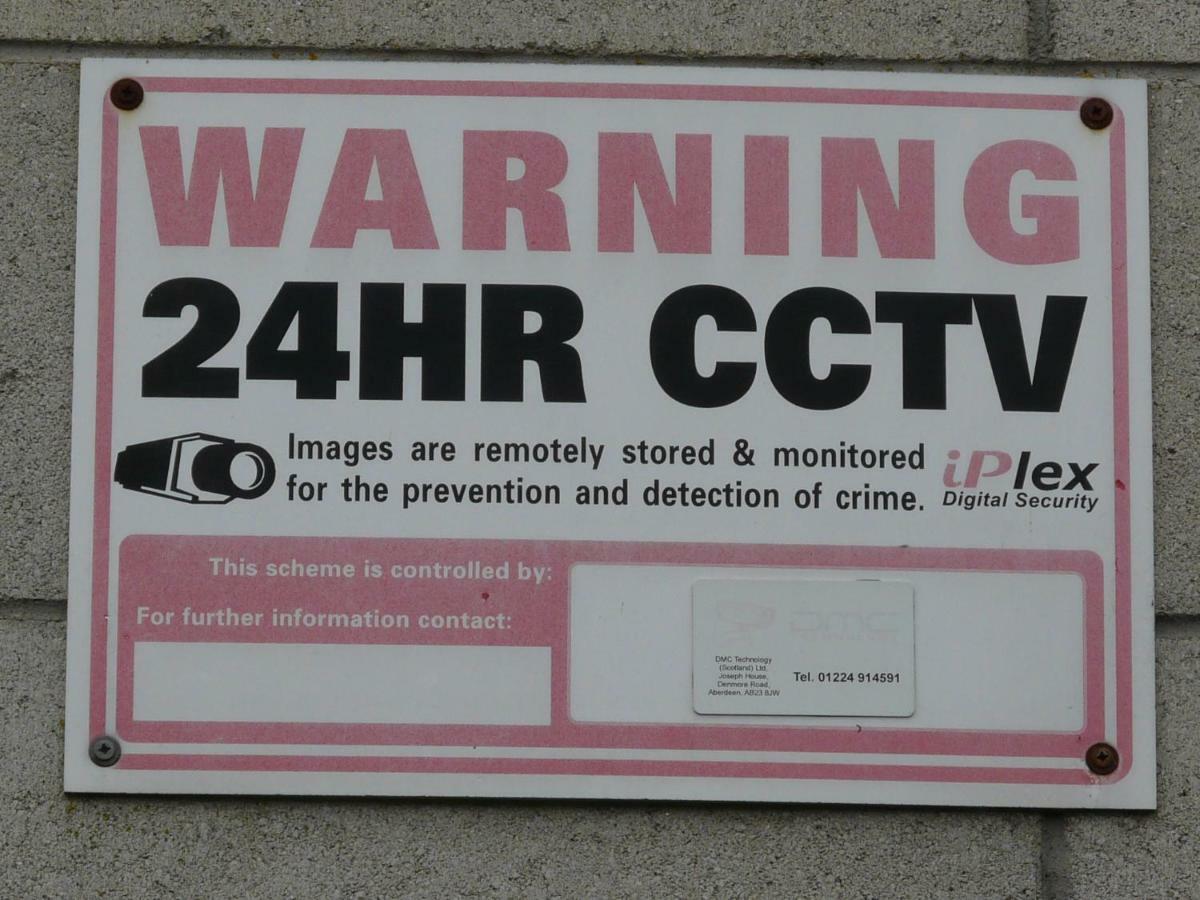 WARNING
24HR CCTV
Images are remotely stored & monitored
for the prevention and detection of crime.
iPlex
Digital Security
This scheme is controlled by:
For further information contact:
DMC
DMC Technology
(Scotland) Ltd,
Joseph House,
Denmore Road,
Aberdeen, AB23 8JW
Tel. 01224 914591